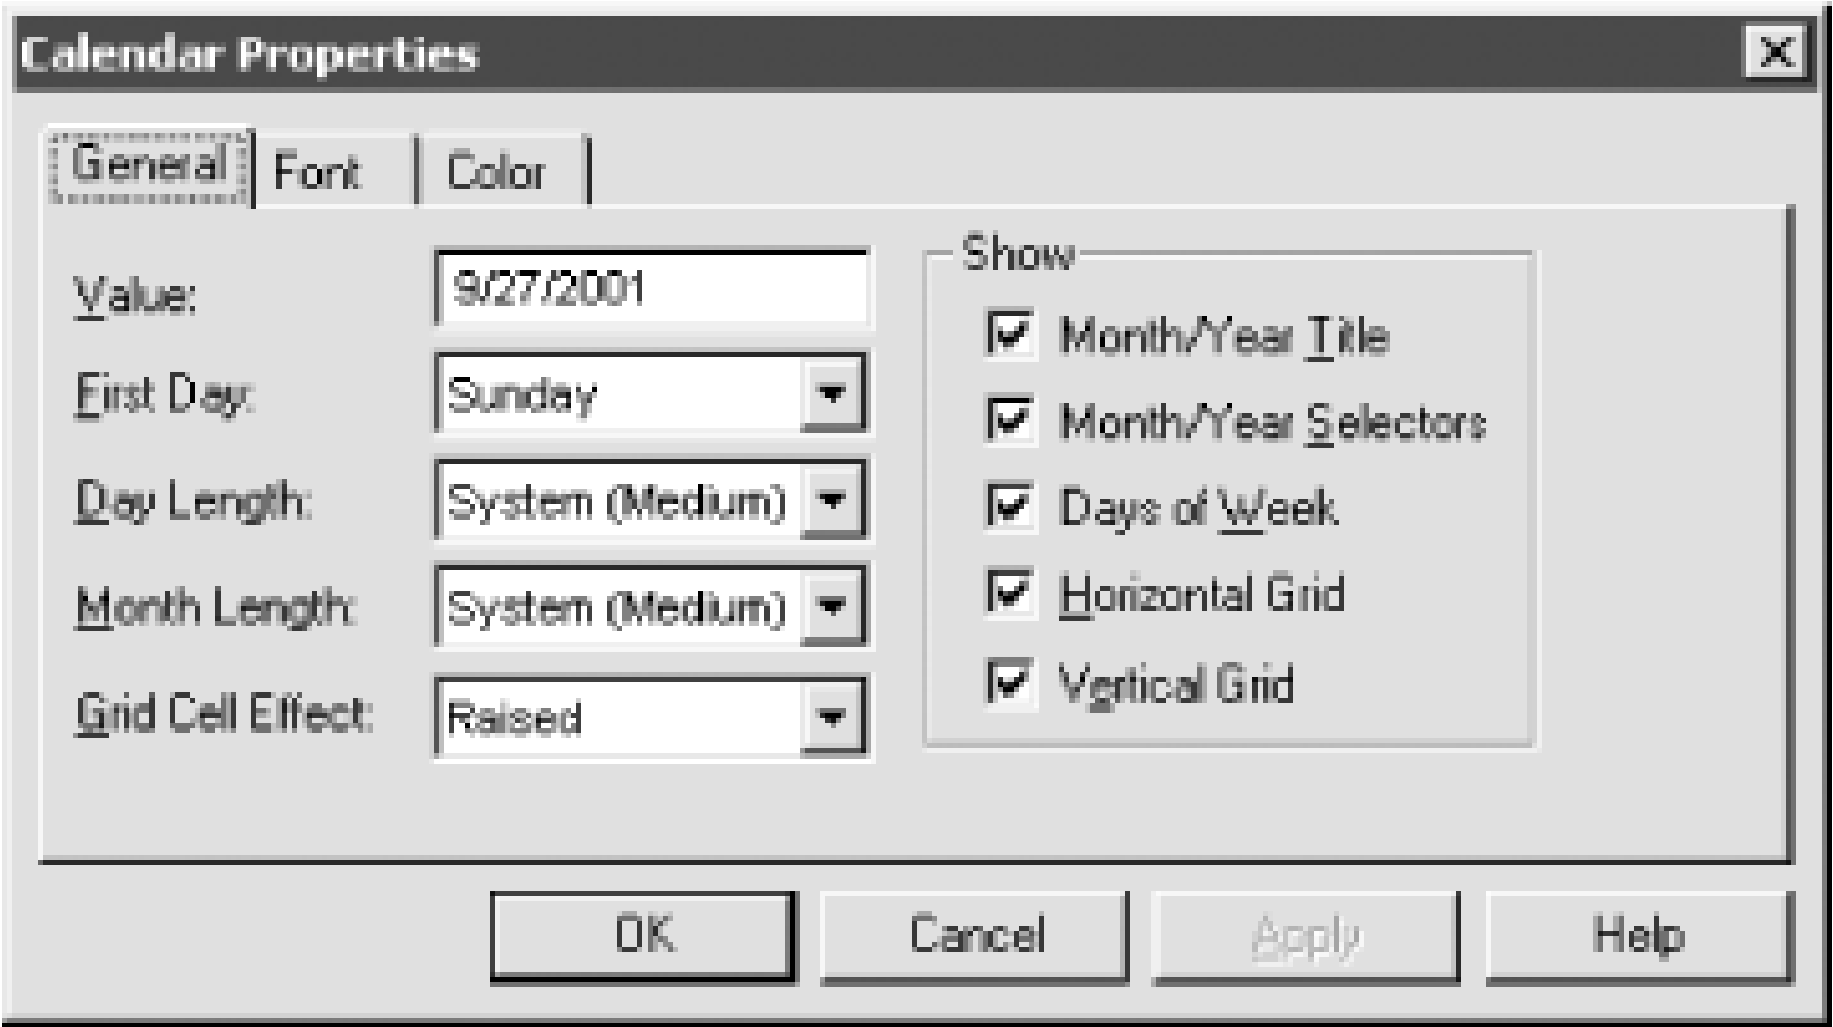 Calendar Properties
General Font Color
Value: 9/27/2001
First Day: Sunday
Day Length: System (Medium)
Month Length: System (Medium)
Grid Cell Effect: Raised
Show
Month/Year Title
Month/Year Selectors
Days of Week
Horizontal Grid
Vertical Grid
OK Cancel Apply Help